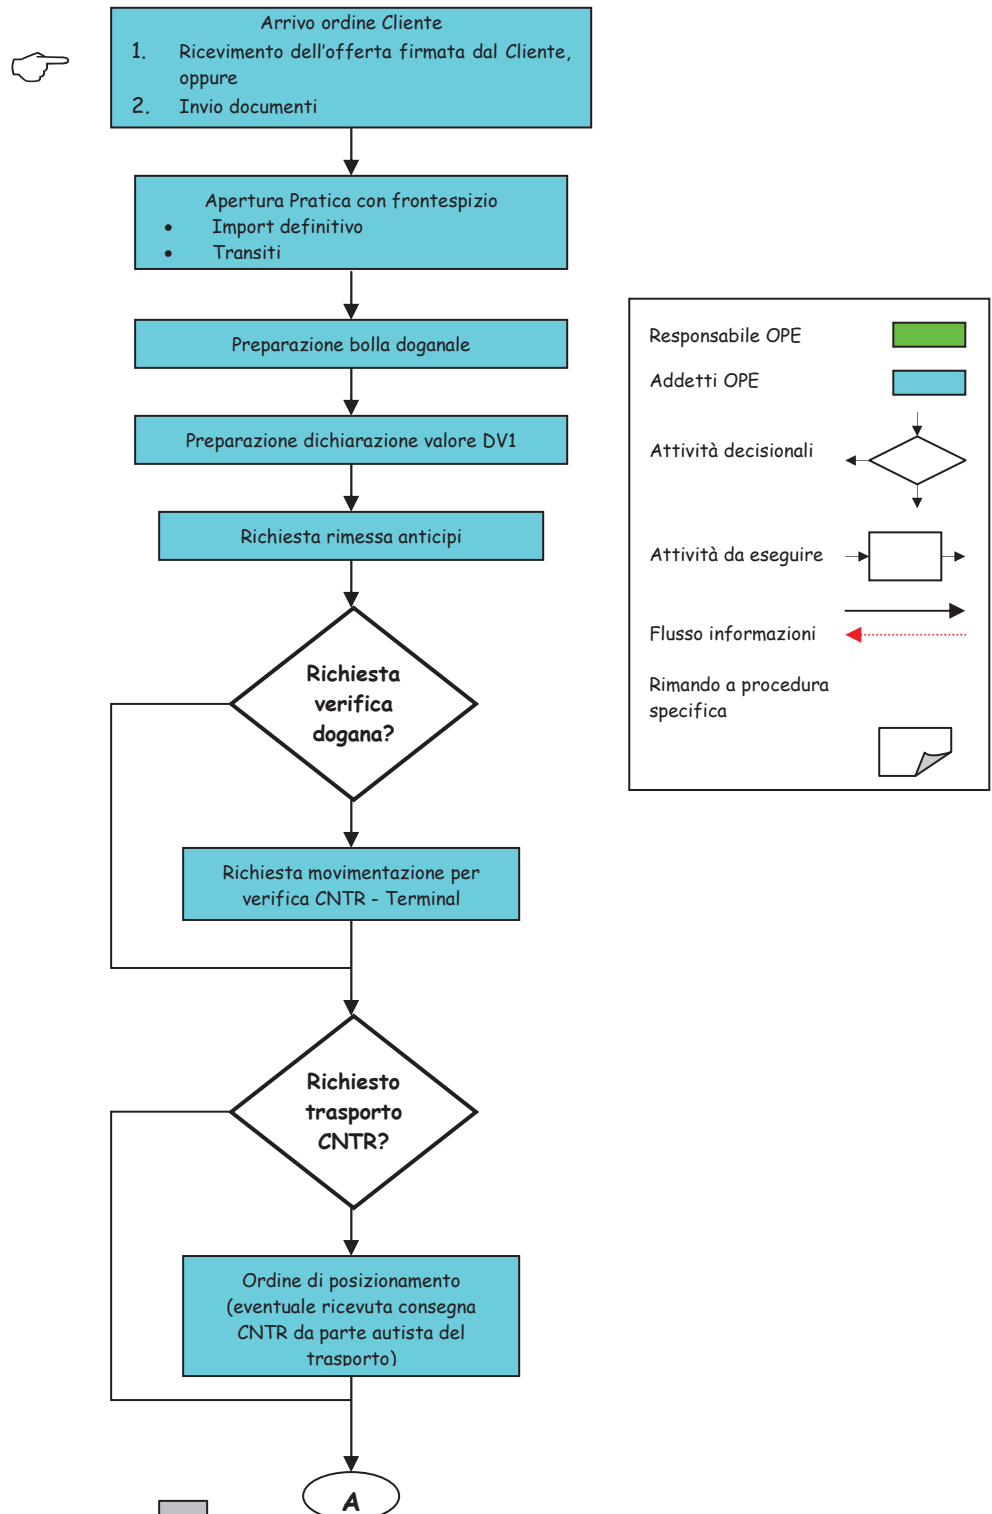 Arrivo ordine Cliente
1. Ricevimento dell'offerta firmata dal Cliente,
oppure
2. Invio documenti
Apertura Pratica con frontespizio
• Import definitivo
• Transiti
Preparazione bolla doganale
Preparazione dichiarazione valore DV1
Richiesta rimessa anticipi
Richiesta
verifica
dogana?
Richiesta movimentazione per
verifica CNTR - Terminal
Richiesto
trasporto
CNTR?
Ordine di posizionamento
(eventuale ricevuta consegna
CNTR da parte autista del
trasporto)
A
Responsabile OPE
Addetti OPE
Attività decisionali
Attività da eseguire
Flusso informazioni
Rimando a procedura
specifica